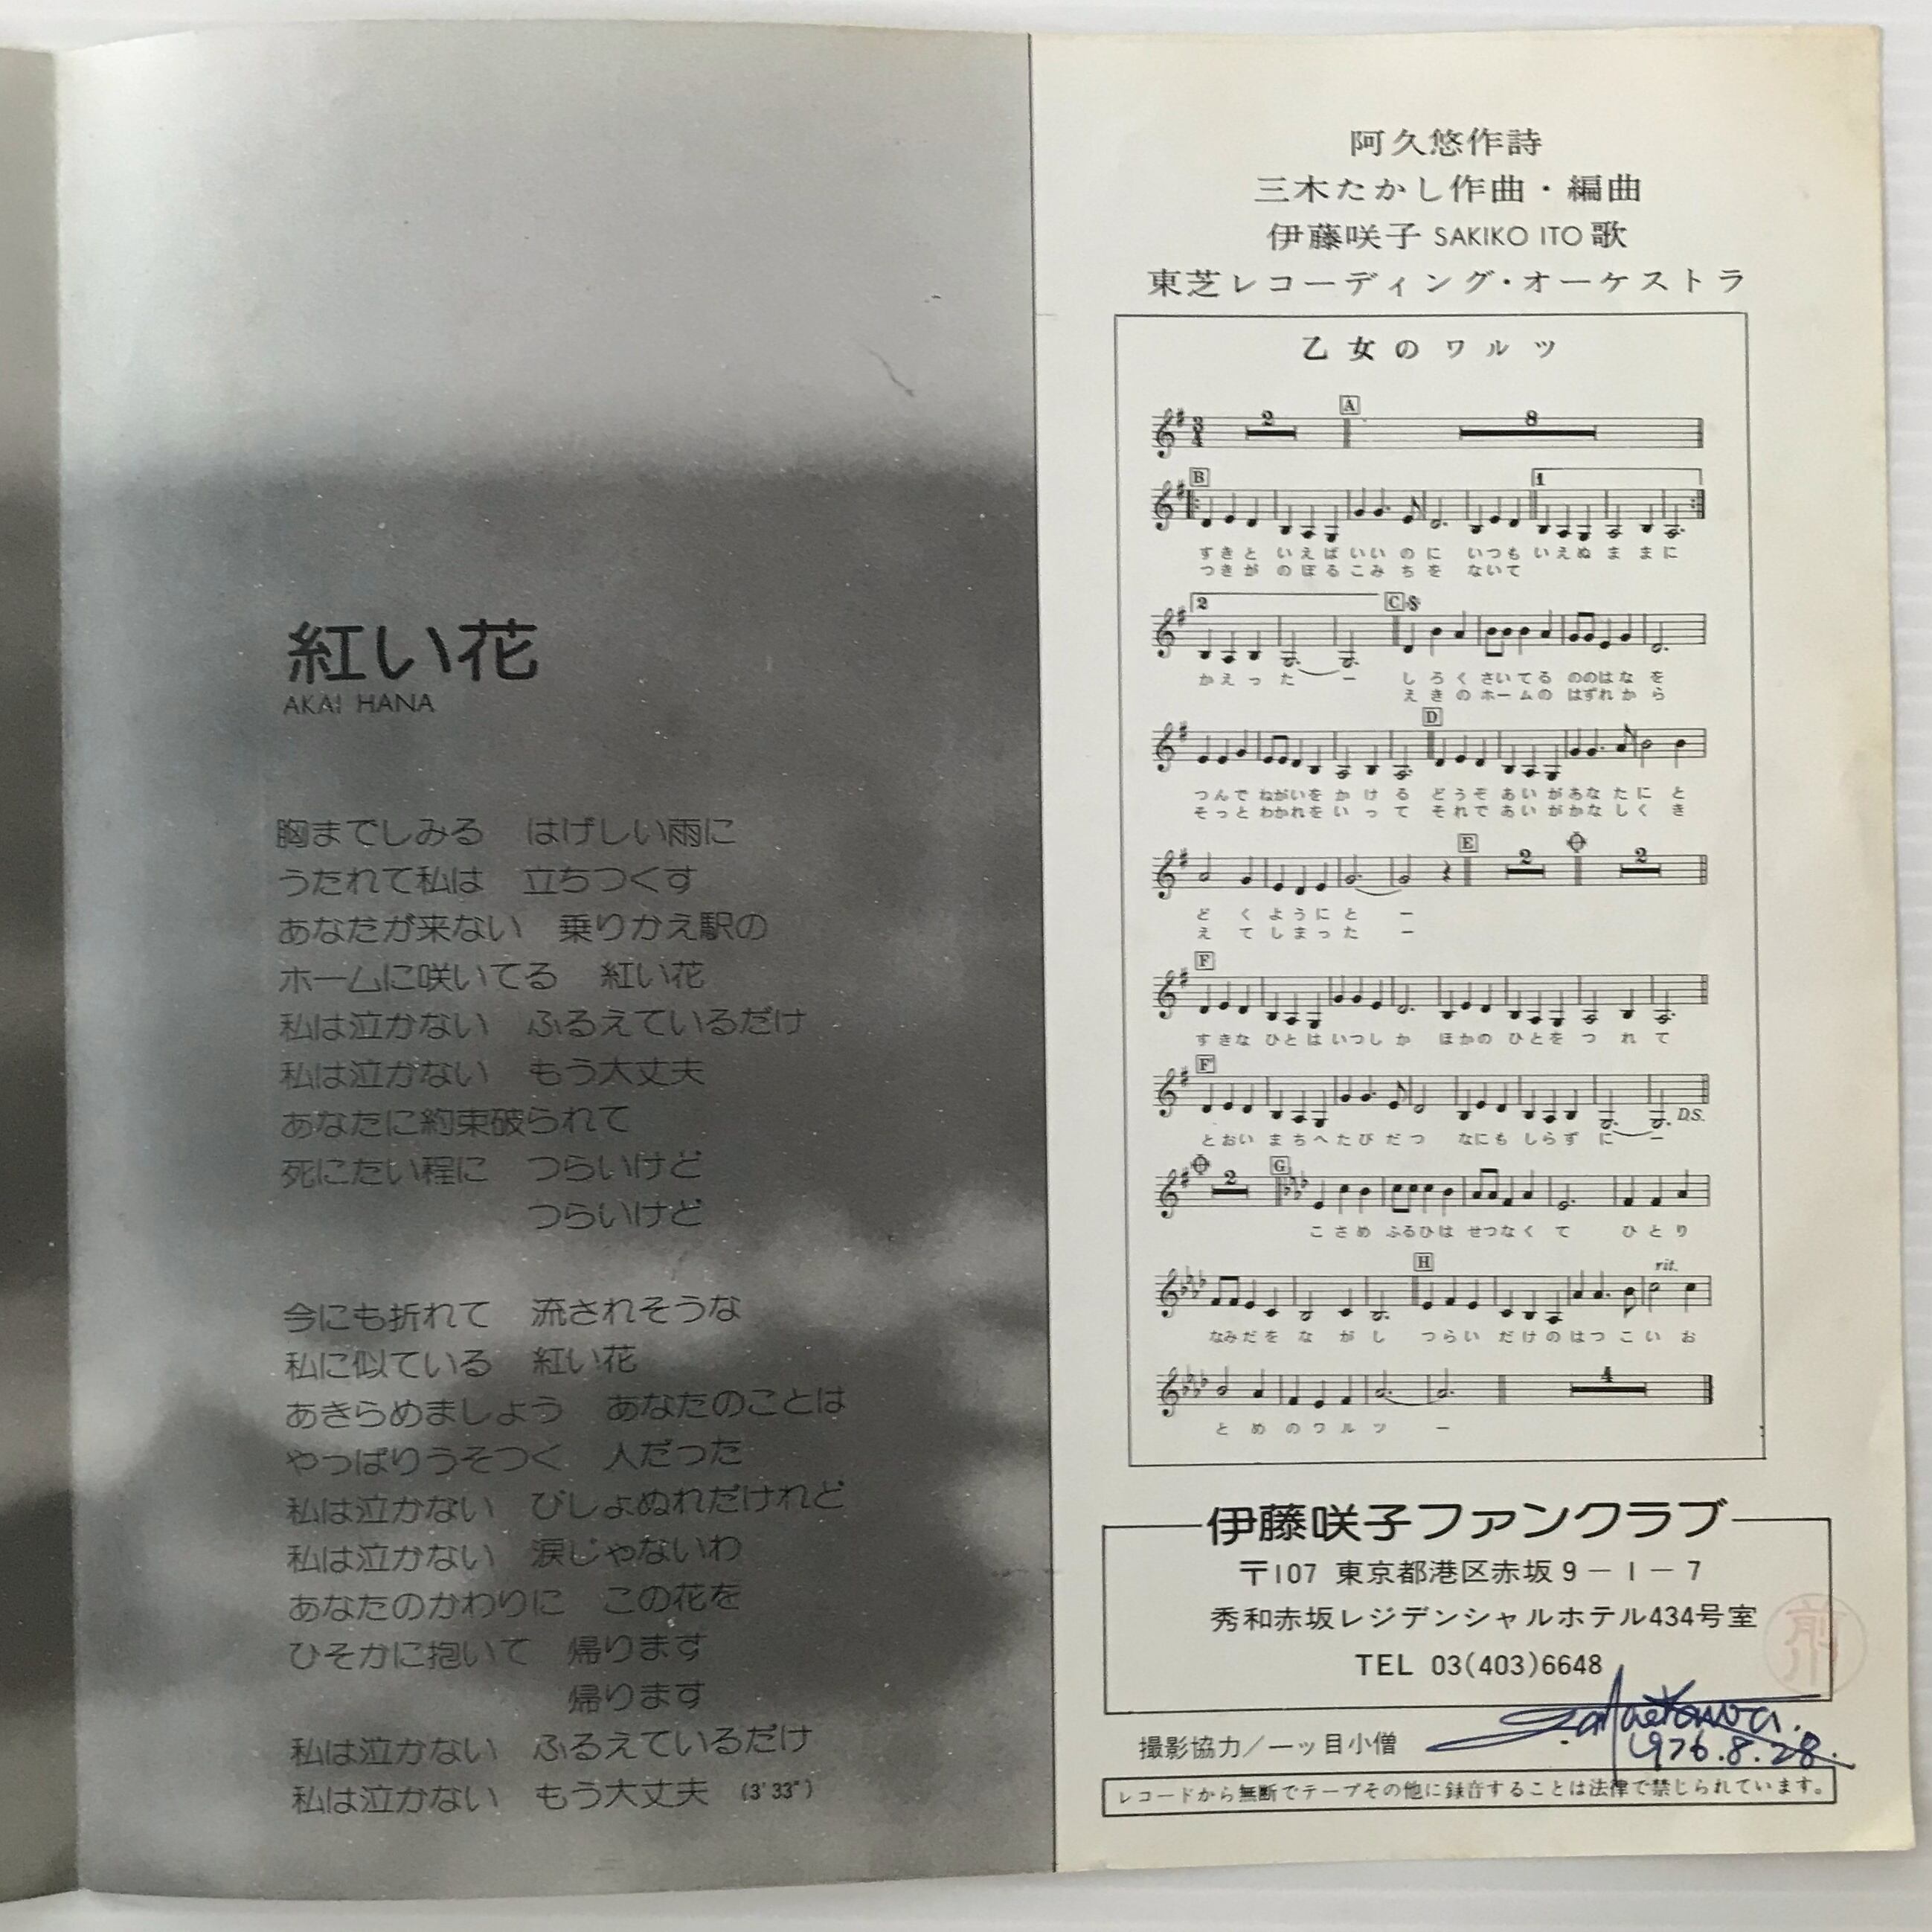 紅い花
AKAI HANA
胸までしみる　はげしい雨に
うたれて私は　立ちつくす
あなたが来ない　乗りかえ駅の
ホームに咲いてる　紅い花
私は泣かない　ふるえているだけ
私は泣かない　もう大丈夫
あなたに約束破られて
死にたい程に　つらいけど
つらいけど
今にも折れて　流されそうな
私に似ている　紅い花
あきらめましょう　あなたのことは
やっぱりうそつく　人だった
私は泣かない　びしょぬれだけれど
私は泣かない　涙じゃないわ
あなたのかわりに　この花を
ひそかに抱いて　帰ります
帰ります
私は泣かない　ふるえているだけ
私は泣かない　もう大丈夫　(3′33″)
阿久悠作詩
三木たかし作曲・編曲
伊藤咲子 SAKIKO ITO 歌
東芝レコーディング・オーケストラ
乙女のワルツ
A
2 8
3
4
B 1
すきと いえば いい のに いつも いえぬ ま まに
つきが のぼる こみ ちを ないて
2 C
かえっ た ー しろく さいてる ののはな を
えきの ホームの はずれか ら
D
つんで ねがいを か け る どうぞ あい があな たに と
そっと わかれを い っ て それで あい がかな しく き
E
2 2
ど く ように と ー
え て しまっ た ー
F
すきな ひとは いつし か ほかの ひとを つ れ て
F'
とおい まちへ たび だ つ なにも しらず に ー
D.S.
2 G
こさめ ふるひは せつなく て ひとり
H rit.
なみだを な が し つらい だけの はつ こい お
4
と め のワル ツ ー
伊藤咲子ファンクラブ
〒107 東京都港区赤坂9－1－7
秀和赤坂レジデンシャルホテル434号室
TEL 03(403)6648
前川
Maekawa.
1976.8.28.
撮影協力／一ッ目小僧
レコードから無断でテープその他に録音することは法律で禁じられています。